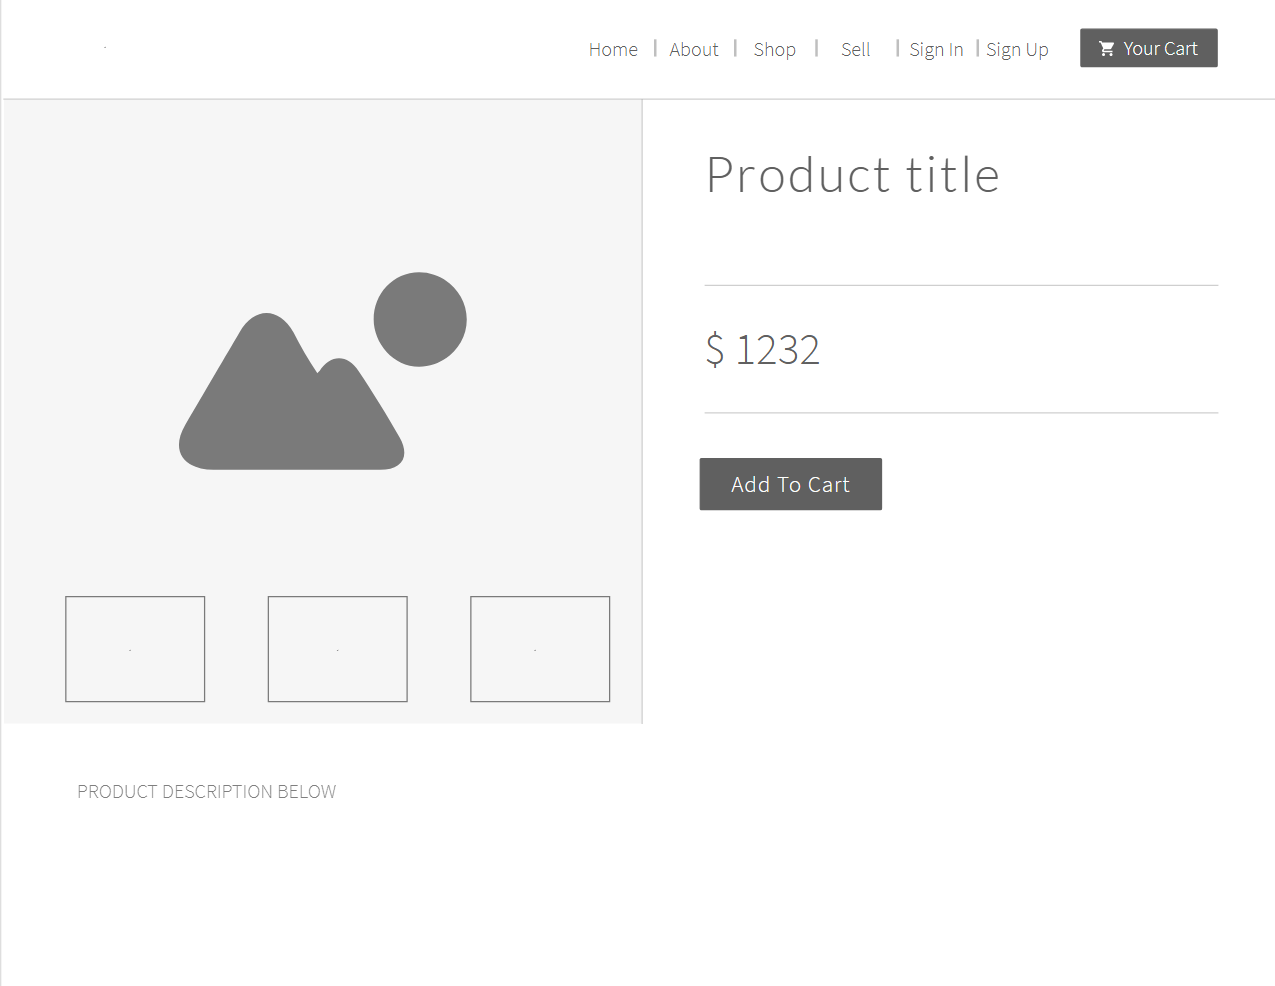 Home | About | Shop | Sell | Sign In | Sign Up Your Cart
Product title
$ 1232
Add To Cart
PRODUCT DESCRIPTION BELOW